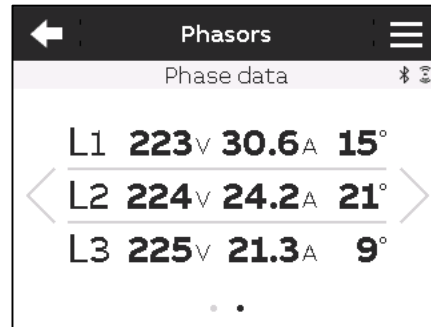 Phasors
Phase data
L1 223V 30.6A 15°
L2 224V 24.2A 21°
L3 225V 21.3A 9°